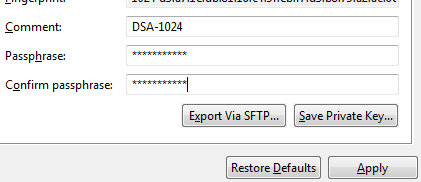 Comment: DSA-1024
Passphrase: ***********
Confirm passphrase: ***********
Export Via SFTP... Save Private Key...
Restore Defaults Apply